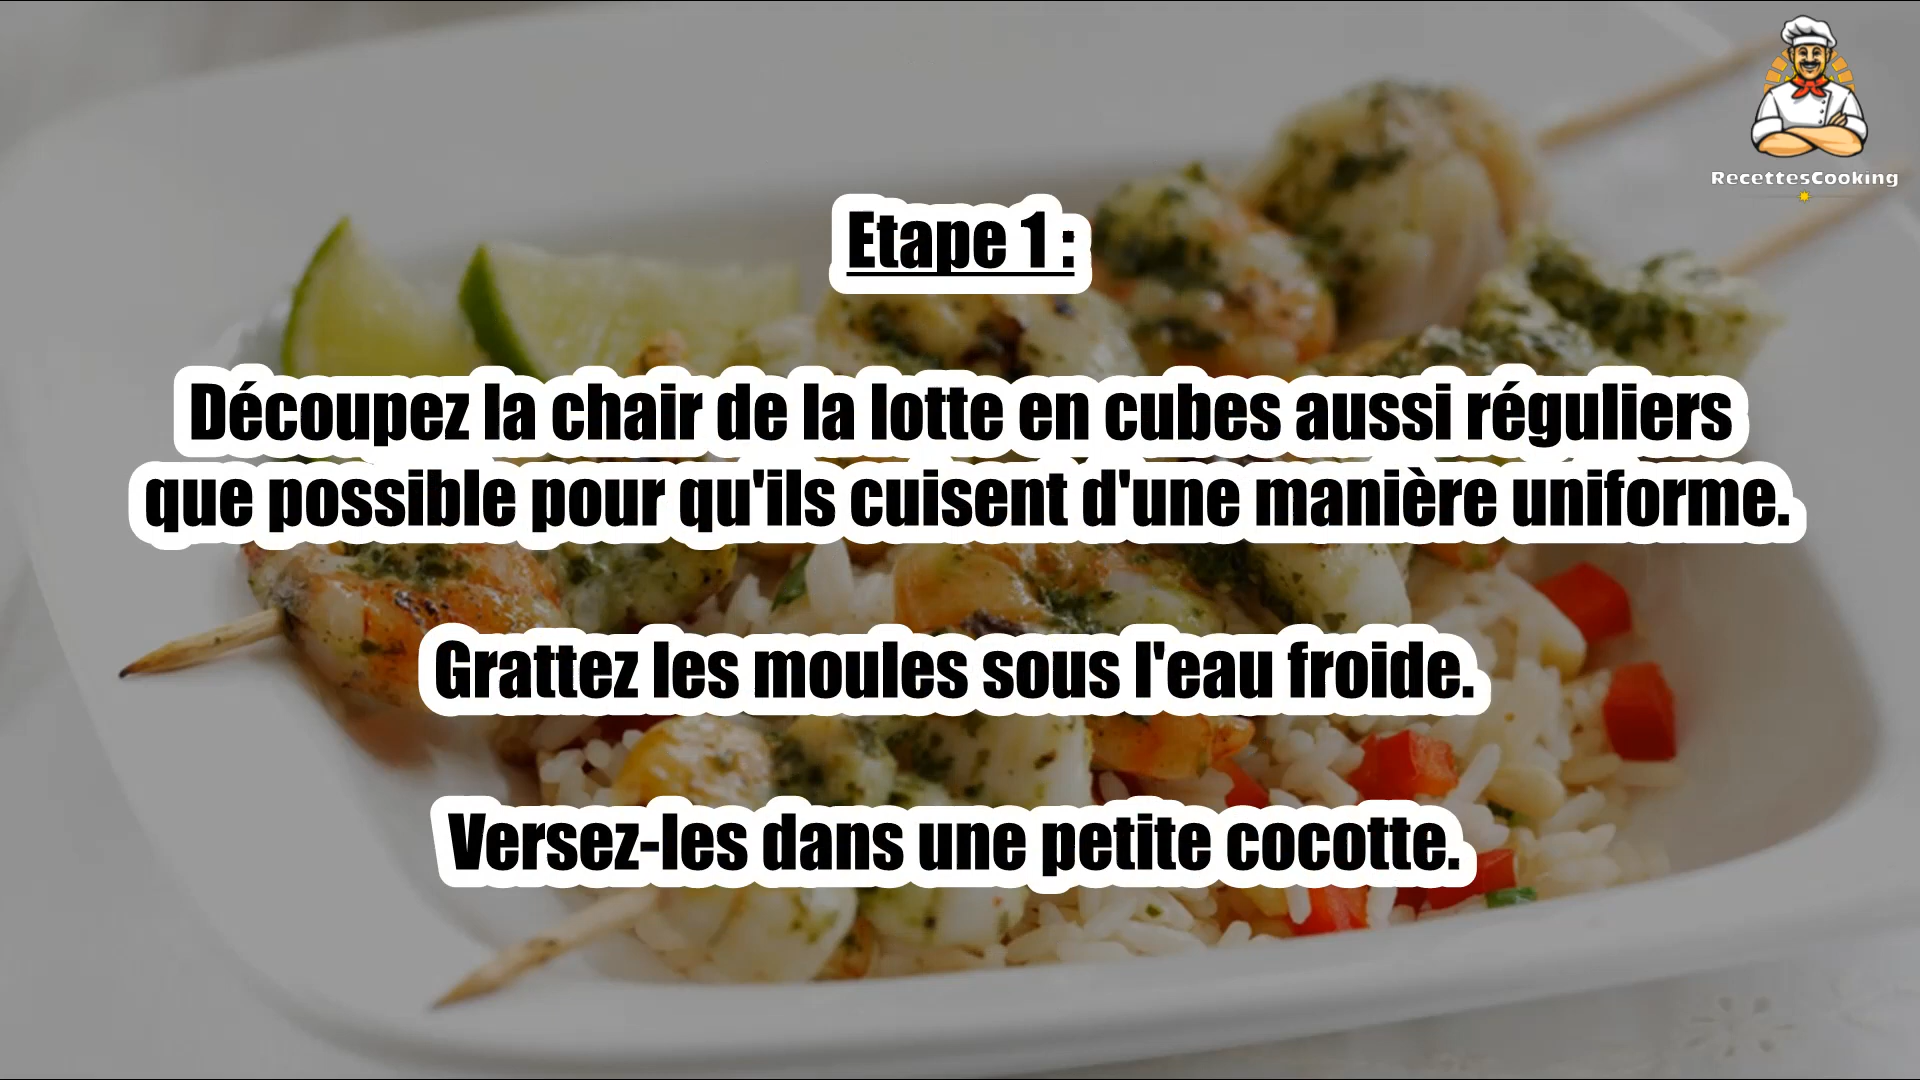 RecettesCooking
Etape 1 :
Découpez la chair de la lotte en cubes aussi réguliers
que possible pour qu'ils cuisent d'une manière uniforme.
Grattez les moules sous l'eau froide.
Versez-les dans une petite cocotte.